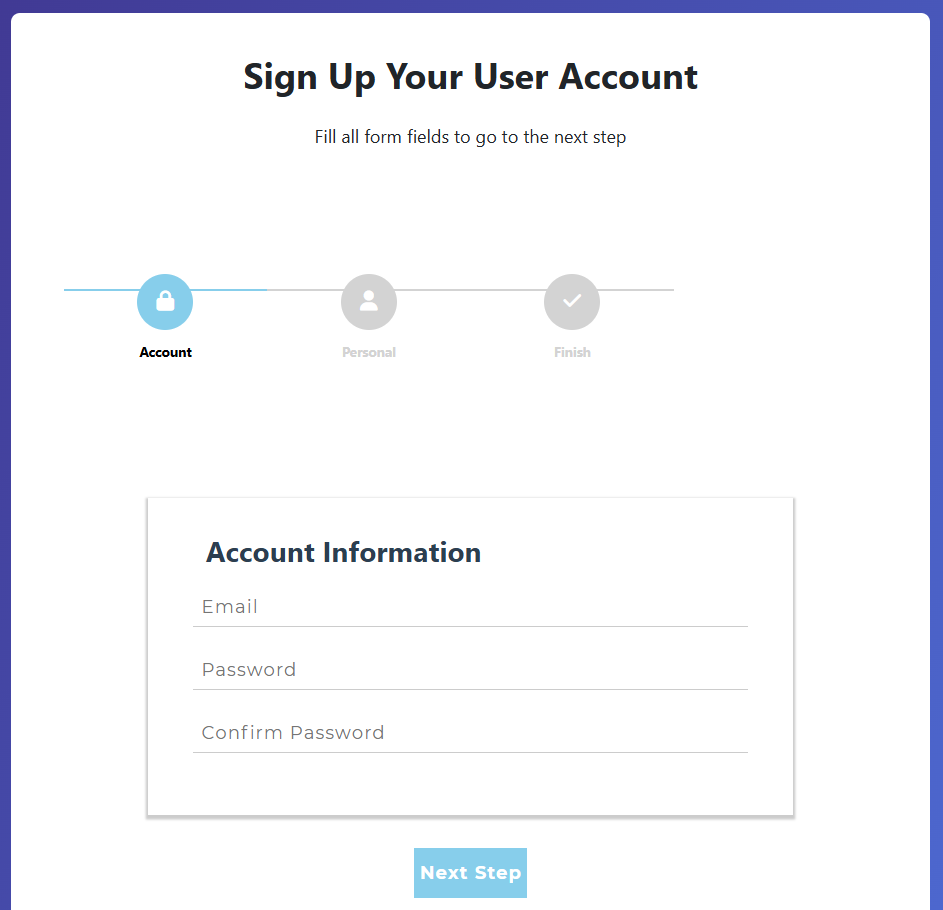 Sign Up Your User Account
Fill all form fields to go to the next step
Account Personal Finish
Account Information
Email
Password
Confirm Password
Next Step